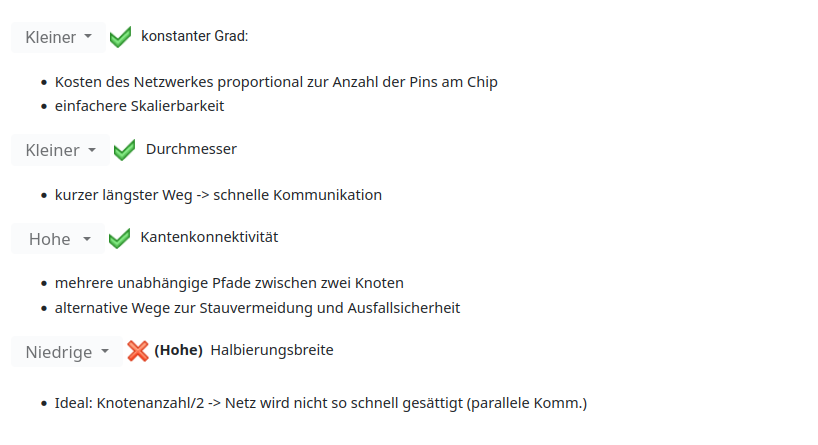 Kleiner konstanter Grad:
• Kosten des Netzwerkes proportional zur Anzahl der Pins am Chip
• einfachere Skalierbarkeit
Kleiner Durchmesser
• kurzer längster Weg -> schnelle Kommunikation
Hohe Kantenkonnektivität
• mehrere unabhängige Pfade zwischen zwei Knoten
• alternative Wege zur Stauvermeidung und Ausfallsicherheit
Niedrige (Hohe) Halbierungsbreite
• Ideal: Knotenanzahl/2 -> Netz wird nicht so schnell gesättigt (parallele Komm.)